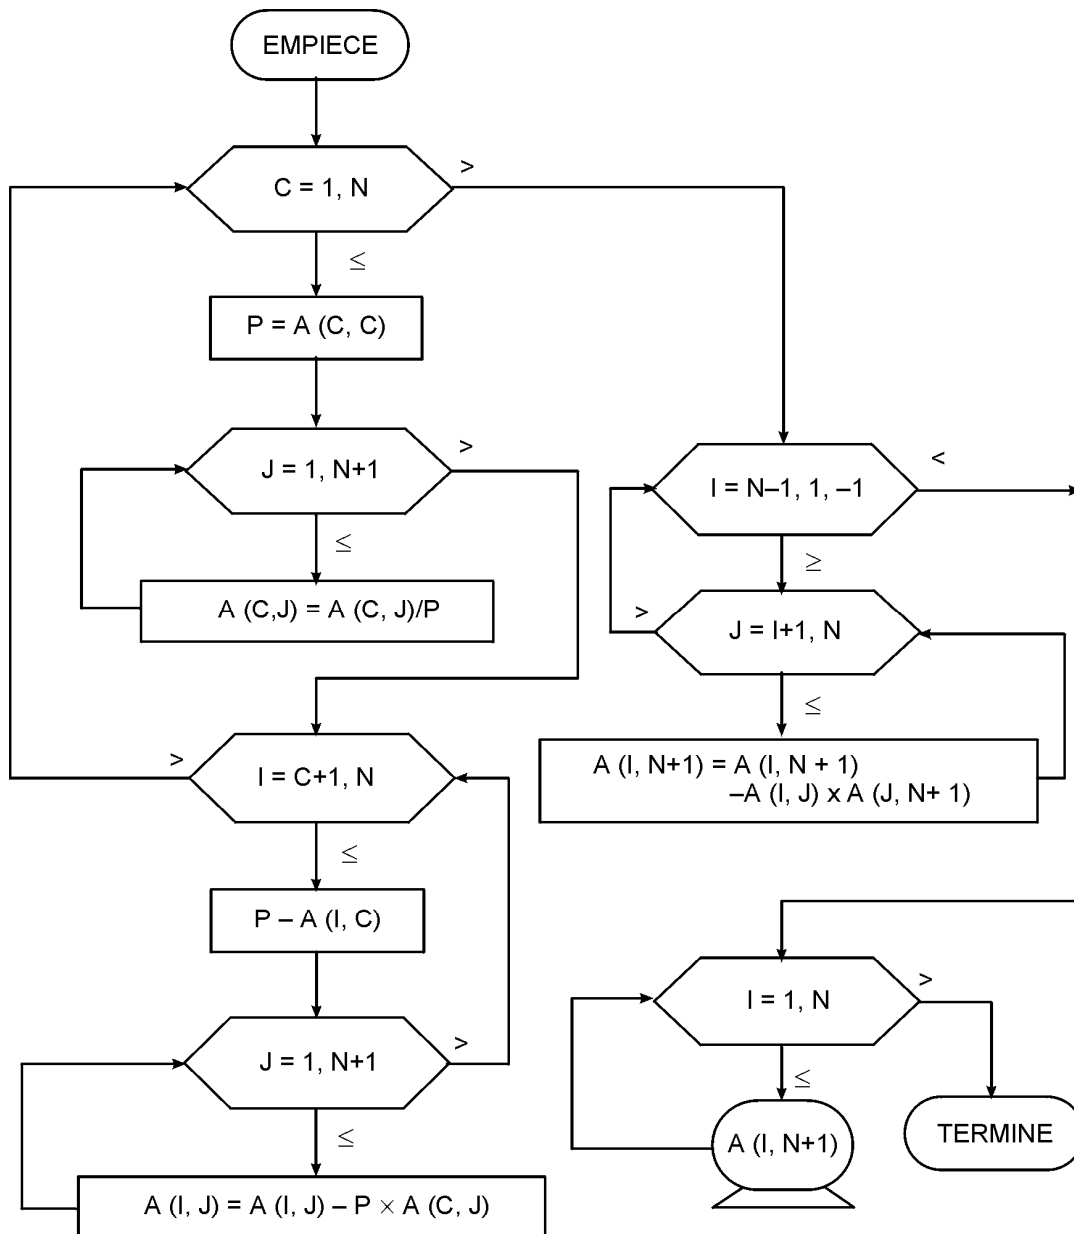 EMPIECE
C = 1, N
>
≤
P = A (C, C)
J = 1, N+1
>
≤
A (C,J) = A (C, J)/P
I = C+1, N
>
≤
P – A (I, C)
J = 1, N+1
>
≤
A (I, J) = A (I, J) – P × A (C, J)
I = N–1, 1, –1
<
≥
J = I+1, N
>
≤
A (I, N+1) = A (I, N + 1)
–A (I, J) x A (J, N+ 1)
I = 1, N
>
≤
A (I, N+1)
TERMINE